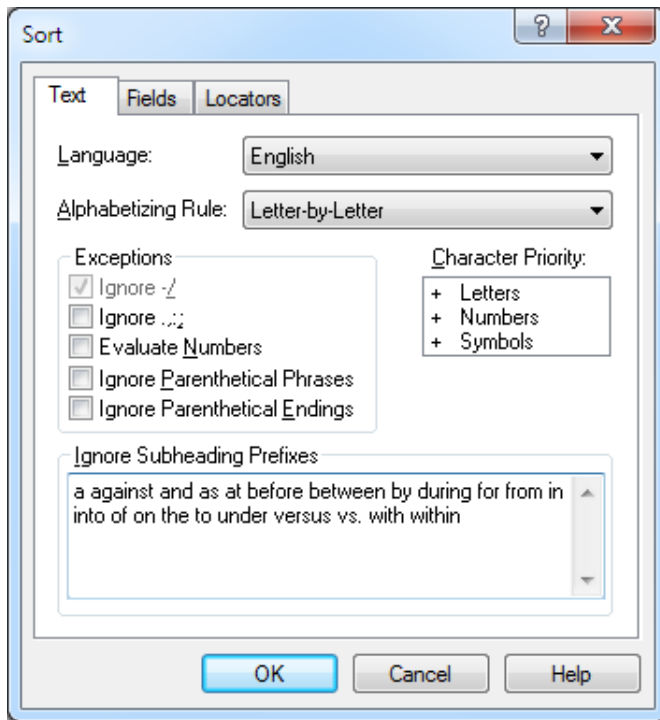 Sort
Text Fields Locators
Language: English
Alphabetizing Rule: Letter-by-Letter
Exceptions
Ignore -/
Ignore .,:;
Evaluate Numbers
Ignore Parenthetical Phrases
Ignore Parenthetical Endings
Character Priority:
+ Letters
+ Numbers
+ Symbols
Ignore Subheading Prefixes
a against and as at before between by during for from in
into of on the to under versus vs. with within
OK Cancel Help